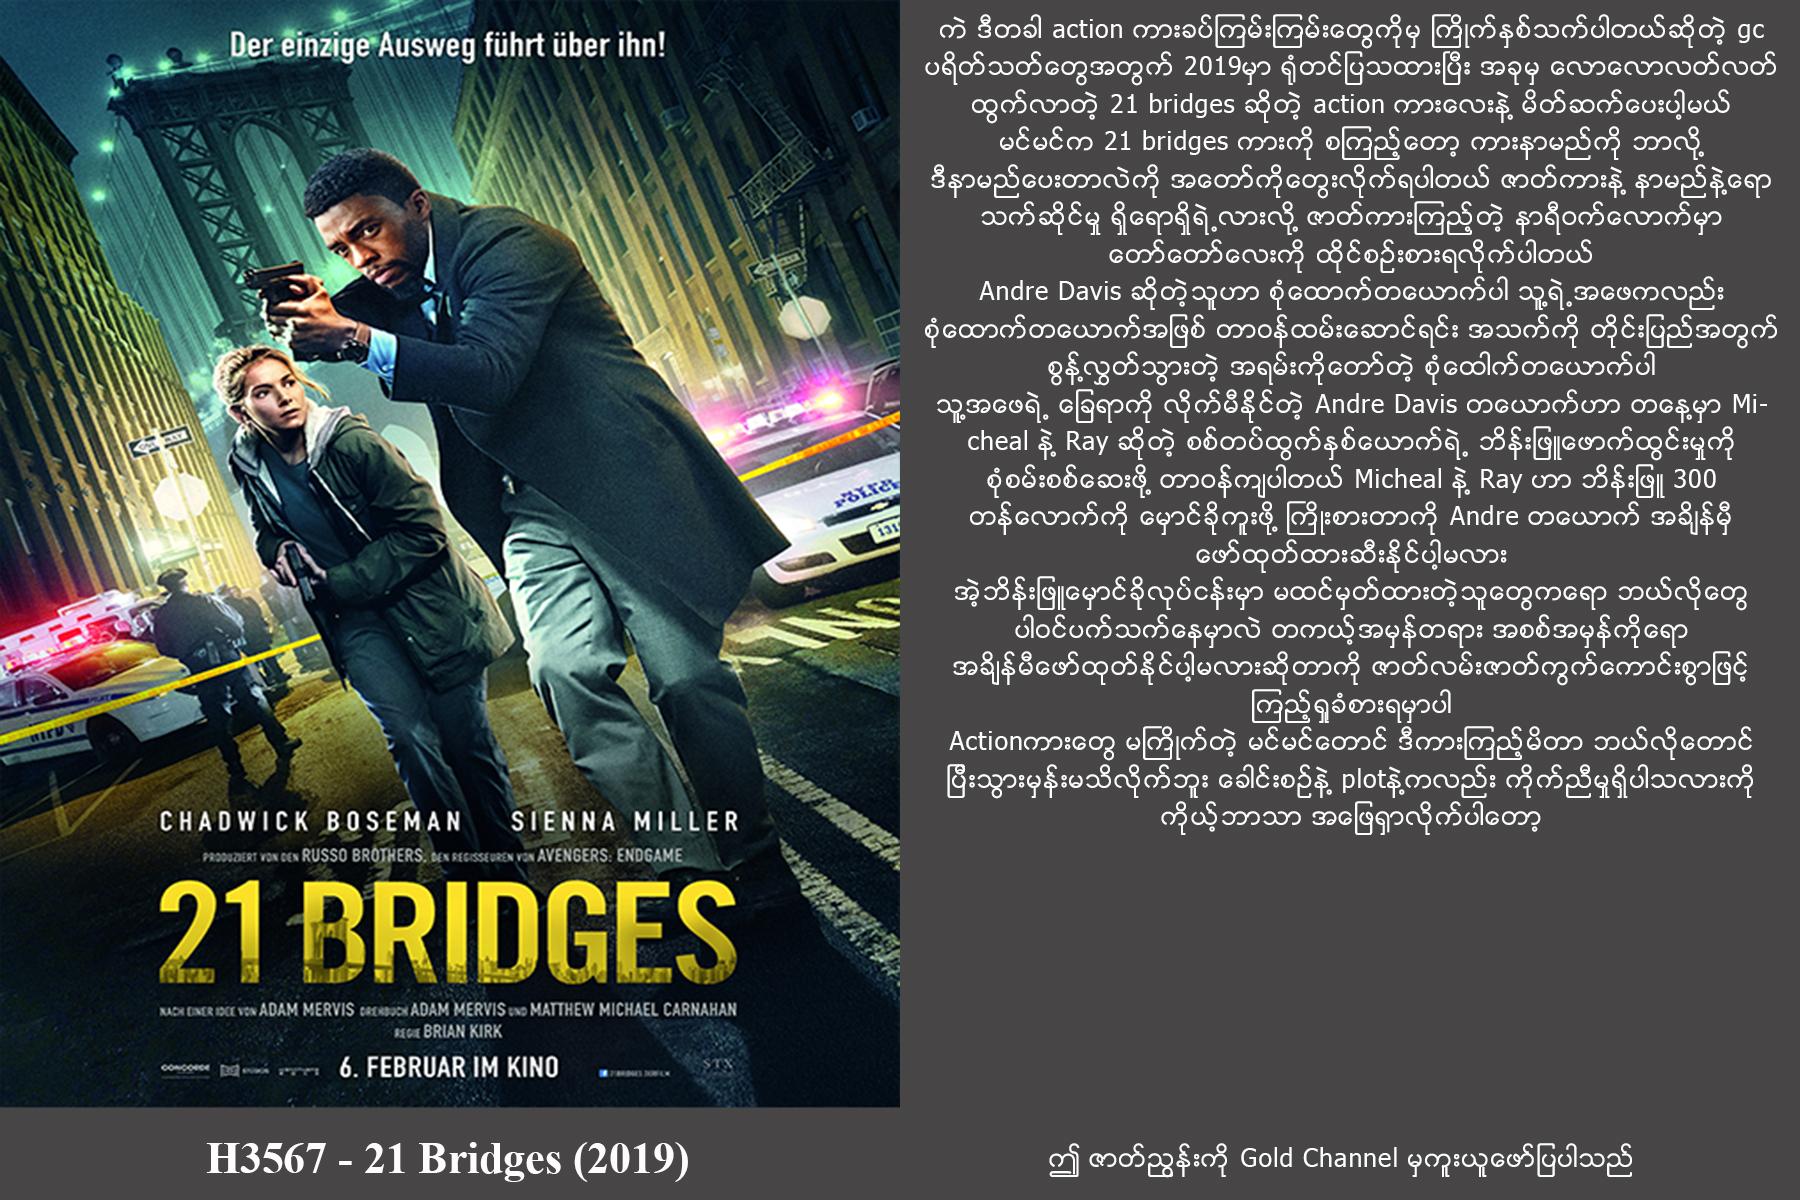 Der einzige Ausweg führt über ihn!
POLICE
CHADWICK BOSEMAN SIENNA MILLER
PRODUZIERT VON DEN RUSSO BROTHERS, DEN REGISSEUREN VON AVENGERS: ENDGAME
21 BRIDGES
NACH EINER IDEE VON ADAM MERVIS DREHBUCH ADAM MERVIS UND MATTHEW MICHAEL CARNAHAN
REGIE BRIAN KIRK
CONCORDE
6. FEBRUAR IM KINO
STX
H3567 - 21 Bridges (2019)
ကဲ ဒီတခါ action ကားခပ်ကြမ်းကြမ်းတွေကိုမှ ကြိုက်နှစ်သက်ပါတယ်ဆိုတဲ့ gc
ပရိတ်သတ်တွေအတွက် 2019မှာ ရုံတင်ပြသထားပြီး အခုမှ လောလောလတ်လတ်
ထွက်လာတဲ့ 21 bridges ဆိုတဲ့ action ကားလေးနဲ့ မိတ်ဆက်ပေးပါ့မယ်
မင်မင်က 21 bridges ကားကို စကြည့်တော့ ကားနာမည်ကို ဘာလို့
ဒီနာမည်ပေးတာလဲကို အတော်ကိုတွေးလိုက်ရပါတယ် ဇာတ်ကားနဲ့ နာမည်နဲ့ရော
သက်ဆိုင်မှု ရှိရောရှိရဲ့လားလို့ ဇာတ်ကားကြည့်တဲ့ နာရီဝက်လောက်မှာ
တော်တော်လေးကို ထိုင်စဉ်းစားရလိုက်ပါတယ်
Andre Davis ဆိုတဲ့သူဟာ စုံထောက်တယောက်ပါ သူ့ရဲ့အဖေကလည်း
စုံထောက်တယောက်အဖြစ် တာဝန်ထမ်းဆောင်ရင်း အသက်ကို တိုင်းပြည်အတွက်
စွန့်လွှတ်သွားတဲ့ အရမ်းကိုတော်တဲ့ စုံထေါက်တယောက်ပါ
သူ့အဖေရဲ့ ခြေရာကို လိုက်မီနိုင်တဲ့ Andre Davis တယောက်ဟာ တနေ့မှာ Mi-
cheal နဲ့ Ray ဆိုတဲ့ စစ်တပ်ထွက်နှစ်ယောက်ရဲ့ ဘိန်းဖြူဖောက်ထွင်းမှုကို
စုံစမ်းစစ်ဆေးဖို့ တာဝန်ကျပါတယ် Micheal နဲ့ Ray ဟာ ဘိန်းဖြူ 300
တန်လောက်ကို မှောင်ခိုကူးဖို့ ကြိုးစားတာကို Andre တယောက် အချိန်မှီ
ဖော်ထုတ်ထားဆီးနိုင်ပါ့မလား
အဲ့ဘိန်းဖြူမှောင်ခိုလုပ်ငန်းမှာ မထင်မှတ်ထားတဲ့သူတွေကရော ဘယ်လိုတွေ
ပါဝင်ပက်သက်နေမှာလဲ တကယ့်အမှန်တရား အစစ်အမှန်ကိုရော
အချိန်မီဖော်ထုတ်နိုင်ပါ့မလားဆိုတာကို ဇာတ်လမ်းဇာတ်ကွက်ကောင်းစွာဖြင့်
ကြည့်ရှုခံစားရမှာပါ
Actionကားတွေ မကြိုက်တဲ့ မင်မင်တောင် ဒီကားကြည့်မိတာ ဘယ်လိုတောင်
ပြီးသွားမှန်းမသိလိုက်ဘူး ခေါင်းစဉ်နဲ့ plotနဲ့ကလည်း ကိုက်ညီမှုရှိပါသလားကို
ကိုယ့်ဘာသာ အဖြေရှာလိုက်ပါတော့
ဤ ဇာတ်ညွန်းကို Gold Channel မှကူးယူဖော်ပြပါသည်